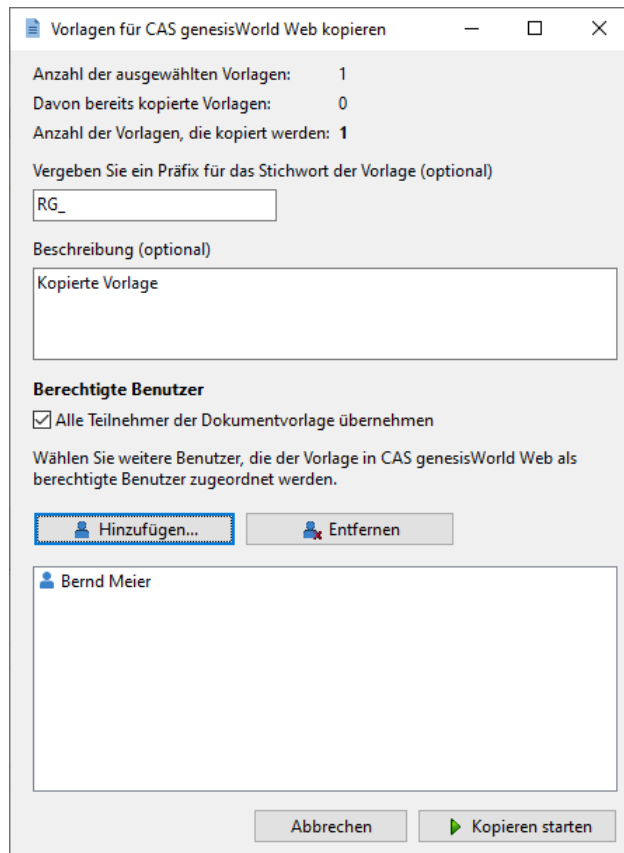 Vorlagen für CAS genesisWorld Web kopieren
Anzahl der ausgewählten Vorlagen: 1
Davon bereits kopierte Vorlagen: 0
Anzahl der Vorlagen, die kopiert werden: 1
Vergeben Sie ein Präfix für das Stichwort der Vorlage (optional)
RG_
Beschreibung (optional)
Kopierte Vorlage
Berechtigte Benutzer
Alle Teilnehmer der Dokumentvorlage übernehmen
Wählen Sie weitere Benutzer, die der Vorlage in CAS genesisWorld Web als
berechtigte Benutzer zugeordnet werden.
Hinzufügen... Entfernen
Bernd Meier
Abbrechen Kopieren starten